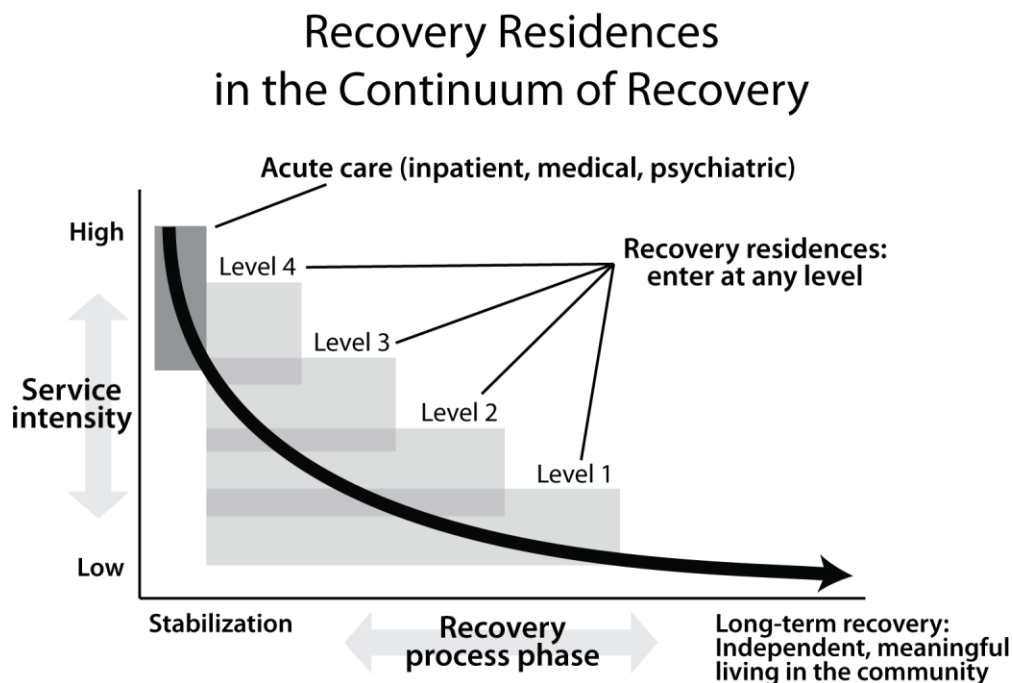 Recovery Residences
in the Continuum of Recovery
Acute care (inpatient, medical, psychiatric)
High
Level 4
Recovery residences:
enter at any level
Level 3
Service
intensity
Level 2
Level 1
Low
Stabilization
Recovery
process phase
Long-term recovery:
Independent, meaningful
living in the community